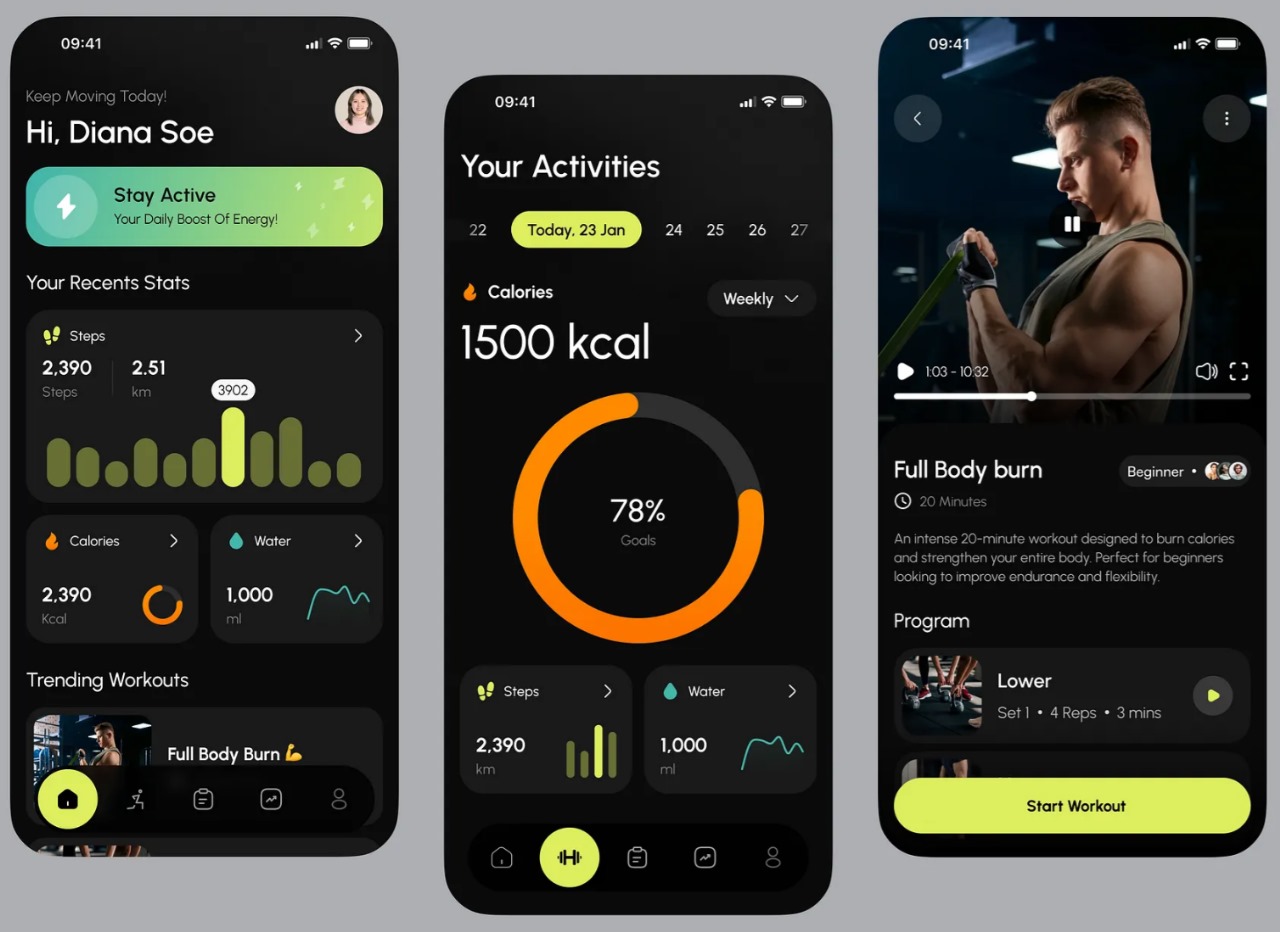 09:41
Keep Moving Today!
Hi, Diana Soe
Stay Active
Your Daily Boost Of Energy!
Your Recents Stats
Steps
2,390
2.51
Steps
km
3902
Calories
2,390
Kcal
Water
1,000
ml
Trending Workouts
Full Body Burn 💪
09:41
Your Activities
22 Today, 23 Jan 24 25 26 27
Calories
Weekly
1500 kcal
78%
Goals
Steps
2,390
km
Water
1,000
ml
09:41
1:03 - 10:32
Full Body burn
Beginner •
20 Minutes
An intense 20-minute workout designed to burn calories
and strengthen your entire body. Perfect for beginners
looking to improve endurance and flexibility.
Program
Lower
Set 1 • 4 Reps • 3 mins
Start Workout